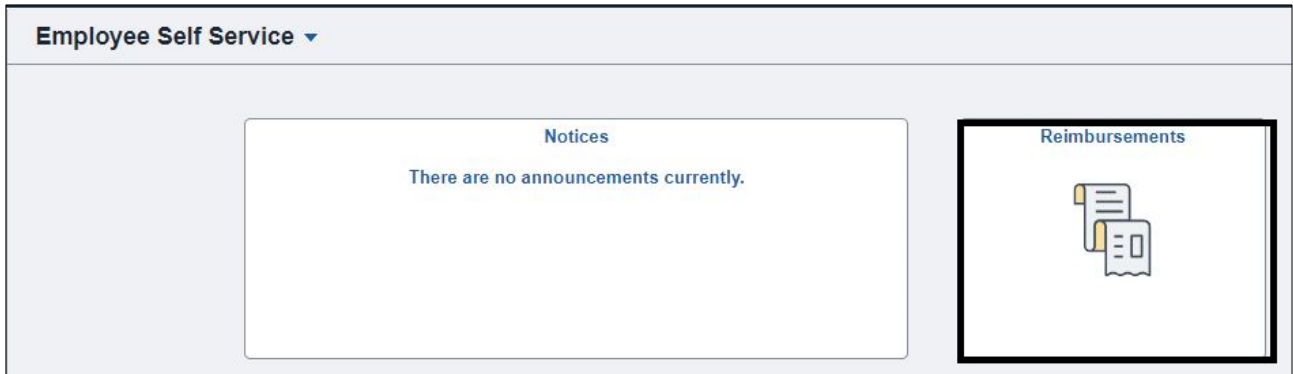 Employee Self Service
Notices
There are no announcements currently.
Reimbursements